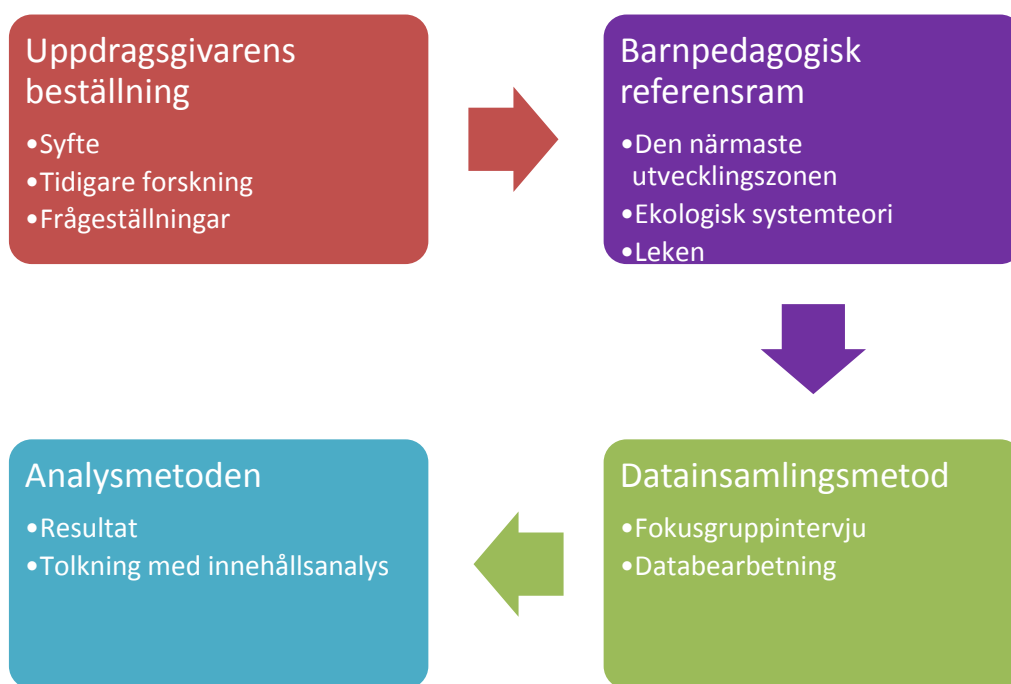 Uppdragsgivarens
beställning
•Syfte
•Tidigare forskning
•Frågeställningar
Barnpedagogisk
referensram
•Den närmaste
utvecklingszonen
•Ekologisk systemteori
•Leken
Datainsamlingsmetod
•Fokusgruppintervju
•Databearbetning
Analysmetoden
•Resultat
•Tolkning med innehållsanalys